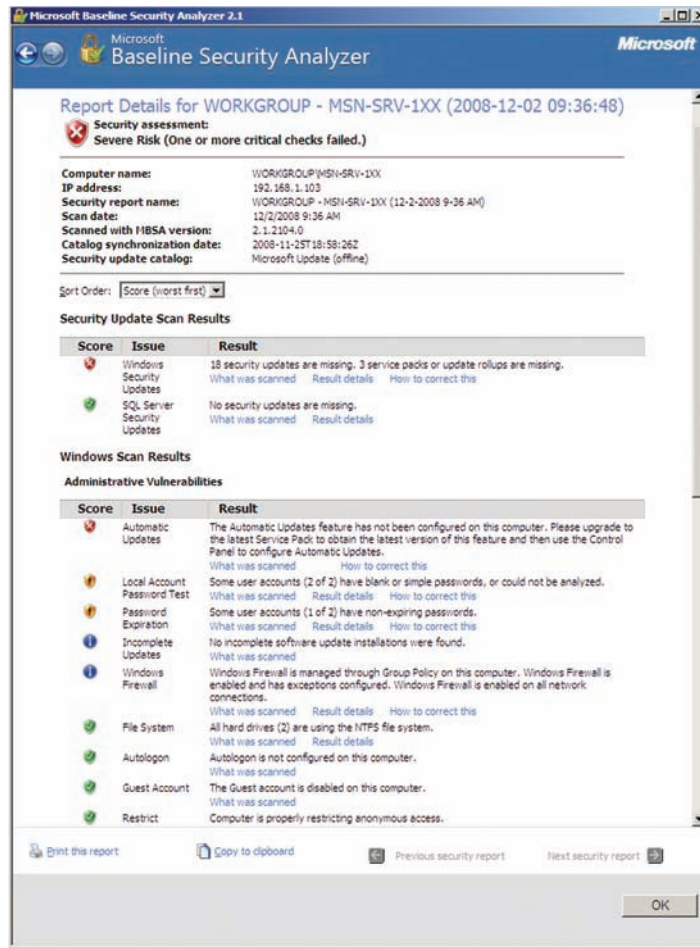 Microsoft Baseline Security Analyzer 2.1
Microsoft
Baseline Security Analyzer
Microsoft
Report Details for WORKGROUP - MSN-SRV-1XX (2008-12-02 09:36:48)
Security assessment:
Severe Risk (One or more critical checks failed.)
Computer name: WORKGROUP\MSN-SRV-1XX
IP address: 192.168.1.103
Security report name: WORKGROUP - MSN-SRV-1XX (12-2-2008 9-36 AM)
Scan date: 12/2/2008 9:36 AM
Scanned with MBSA version: 2.1.2104.0
Catalog synchronization date: 2008-11-25T18:58:26Z
Security update catalog: Microsoft Update (offline)
Sort Order: Score (worst first)
Security Update Scan Results
Score Issue Result
Windows Security Updates
18 security updates are missing. 3 service packs or update rollups are missing.
What was scanned Result details How to correct this
SQL Server Security Updates
No security updates are missing.
What was scanned Result details
Windows Scan Results
Administrative Vulnerabilities
Score Issue Result
Automatic Updates
The Automatic Updates feature has not been configured on this computer. Please upgrade to
the latest Service Pack to obtain the latest version of this feature and then use the Control
Panel to configure Automatic Updates.
What was scanned How to correct this
Local Account Password Test
Some user accounts (2 of 2) have blank or simple passwords, or could not be analyzed.
What was scanned Result details How to correct this
Password Expiration
Some user accounts (1 of 2) have non-expiring passwords.
What was scanned Result details How to correct this
Incomplete Updates
No incomplete software update installations were found.
What was scanned
Windows Firewall
Windows Firewall is managed through Group Policy on this computer. Windows Firewall is
enabled and has exceptions configured. Windows Firewall is enabled on all network
connections.
What was scanned Result details How to correct this
File System
All hard drives (2) are using the NTFS file system.
What was scanned Result details
Autologon
Autologon is not configured on this computer.
What was scanned
Guest Account
The Guest account is disabled on this computer.
What was scanned
Restrict
Computer is properly restricting anonymous access.
Print this report Copy to clipboard Previous security report Next security report
OK